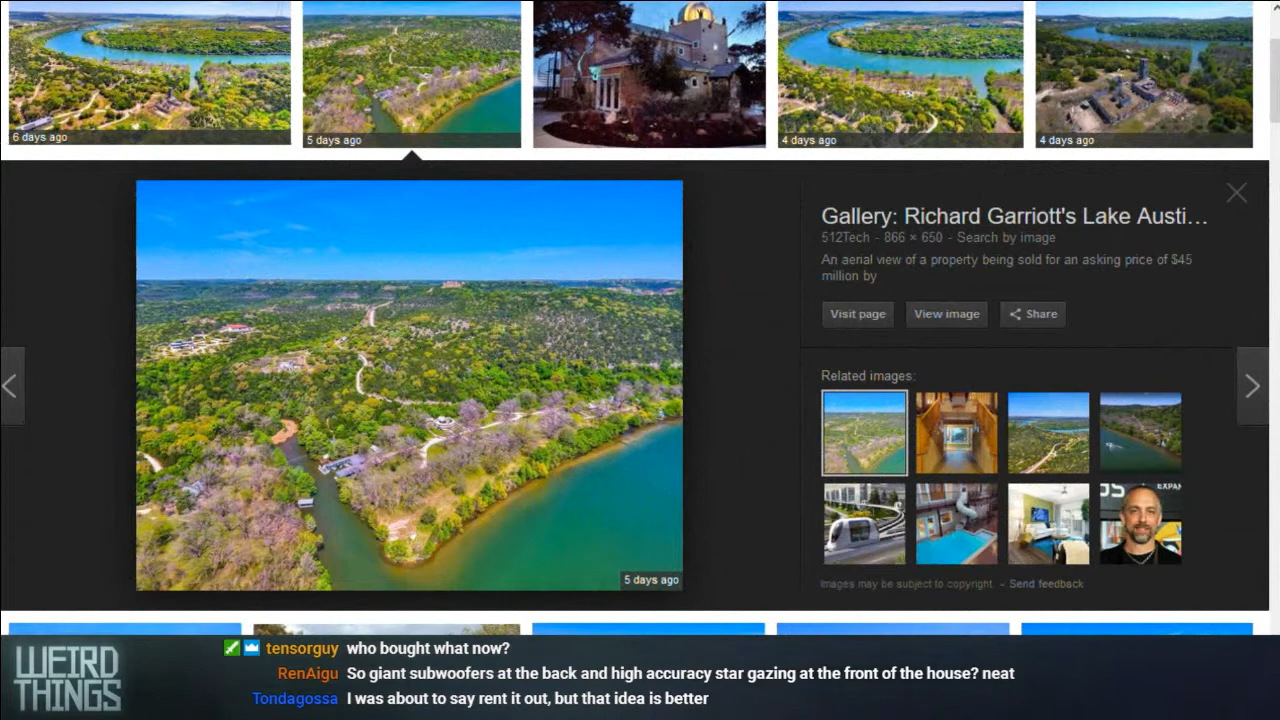 6 days ago
5 days ago
4 days ago
4 days ago
Gallery: Richard Garriott's Lake Austi...
512Tech - 866 × 650 - Search by image
An aerial view of a property being sold for an asking price of $45
million by
Visit page
View image
Share
Related images:
EXPAN
5 days ago
Images may be subject to copyright. - Send feedback
WEIRD
THINGS
tensorguy who bought what now?
RenAigu So giant subwoofers at the back and high accuracy star gazing at the front of the house? neat
Tondagossa I was about to say rent it out, but that idea is better